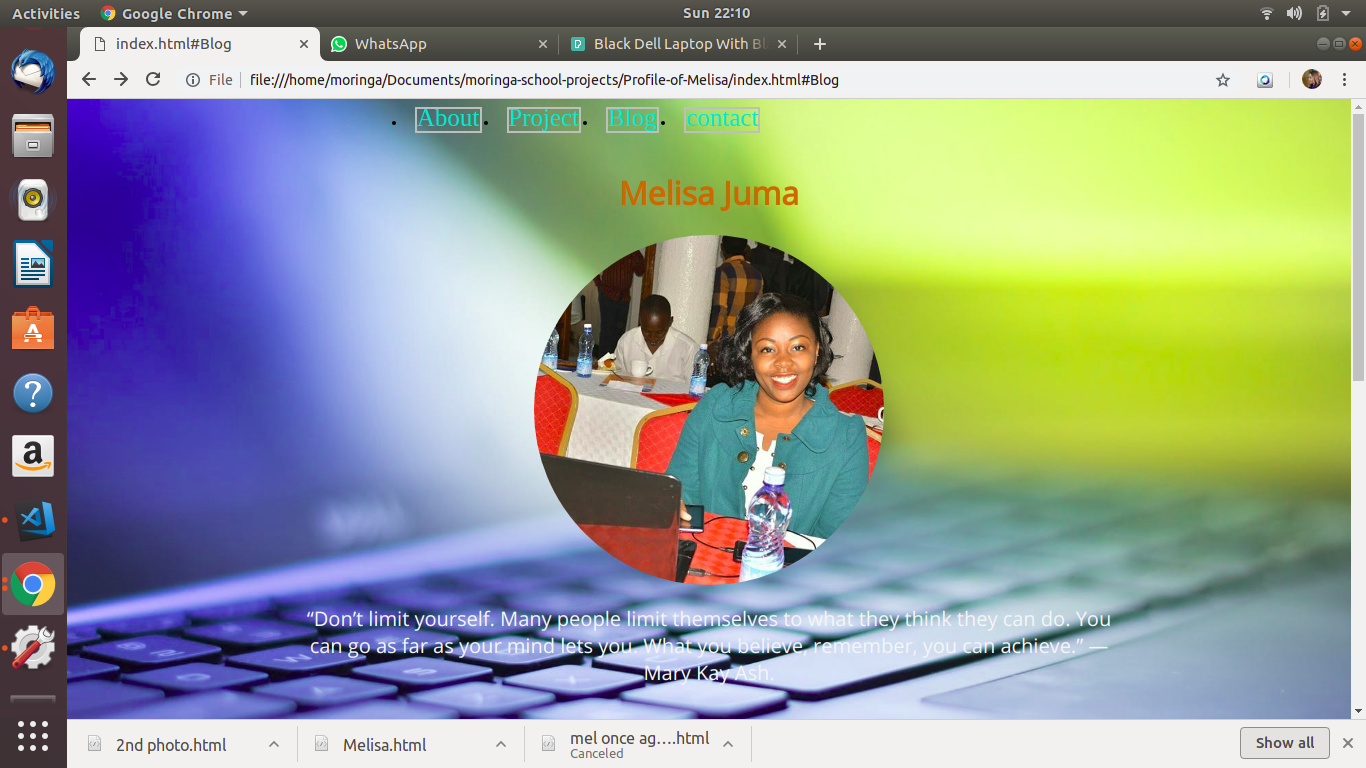 Activities Google Chrome Sun 22:10
index.html#Blog WhatsApp Black Dell Laptop With Bl
File file:///home/moringa/Documents/moringa-school-projects/Profile-of-Melisa/index.html#Blog
• About • Project • Blog • contact
Melisa Juma
“Don’t limit yourself. Many people limit themselves to what they think they can do. You
can go as far as your mind lets you. What you believe, remember, you can achieve.” —
Mary Kay Ash.
2nd photo.html Melisa.html mel once ag....html Show all
Canceled